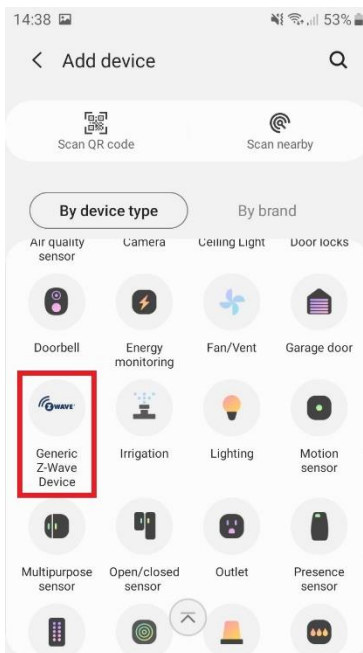 14:38 53%
Add device
Scan QR code Scan nearby
By device type By brand
Air quality Camera Ceiling Light Door locks
sensor
Doorbell Energy Fan/Vent Garage door
monitoring
Z WAVE
Generic Irrigation Lighting Motion
Z-Wave sensor
Device
Multipurpose Open/closed Outlet Presence
sensor sensor sensor